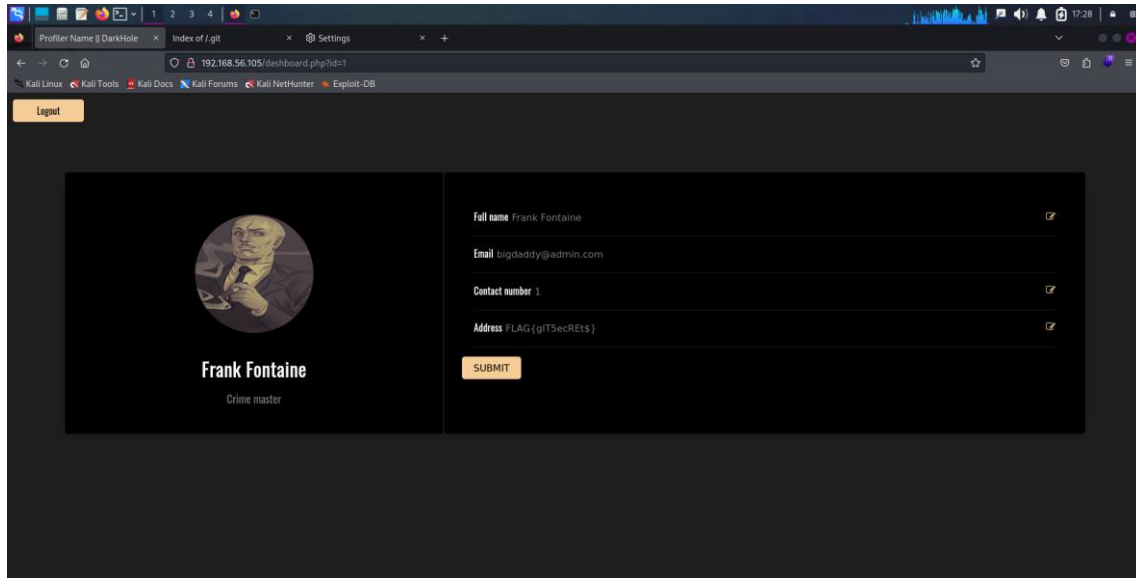 1 2 3 4 17:28
Profiler Name || DarkHole Index of /.git Settings
192.168.56.105/dashboard.php?id=1
Kali Linux Kali Tools Kali Docs Kali Forums Kali NetHunter Exploit-DB
Logout
Full name Frank Fontaine
Email bigdaddy@admin.com
Contact number 1
Address FLAG{gIT5ecREt$}
Frank Fontaine
SUBMIT
Crime master